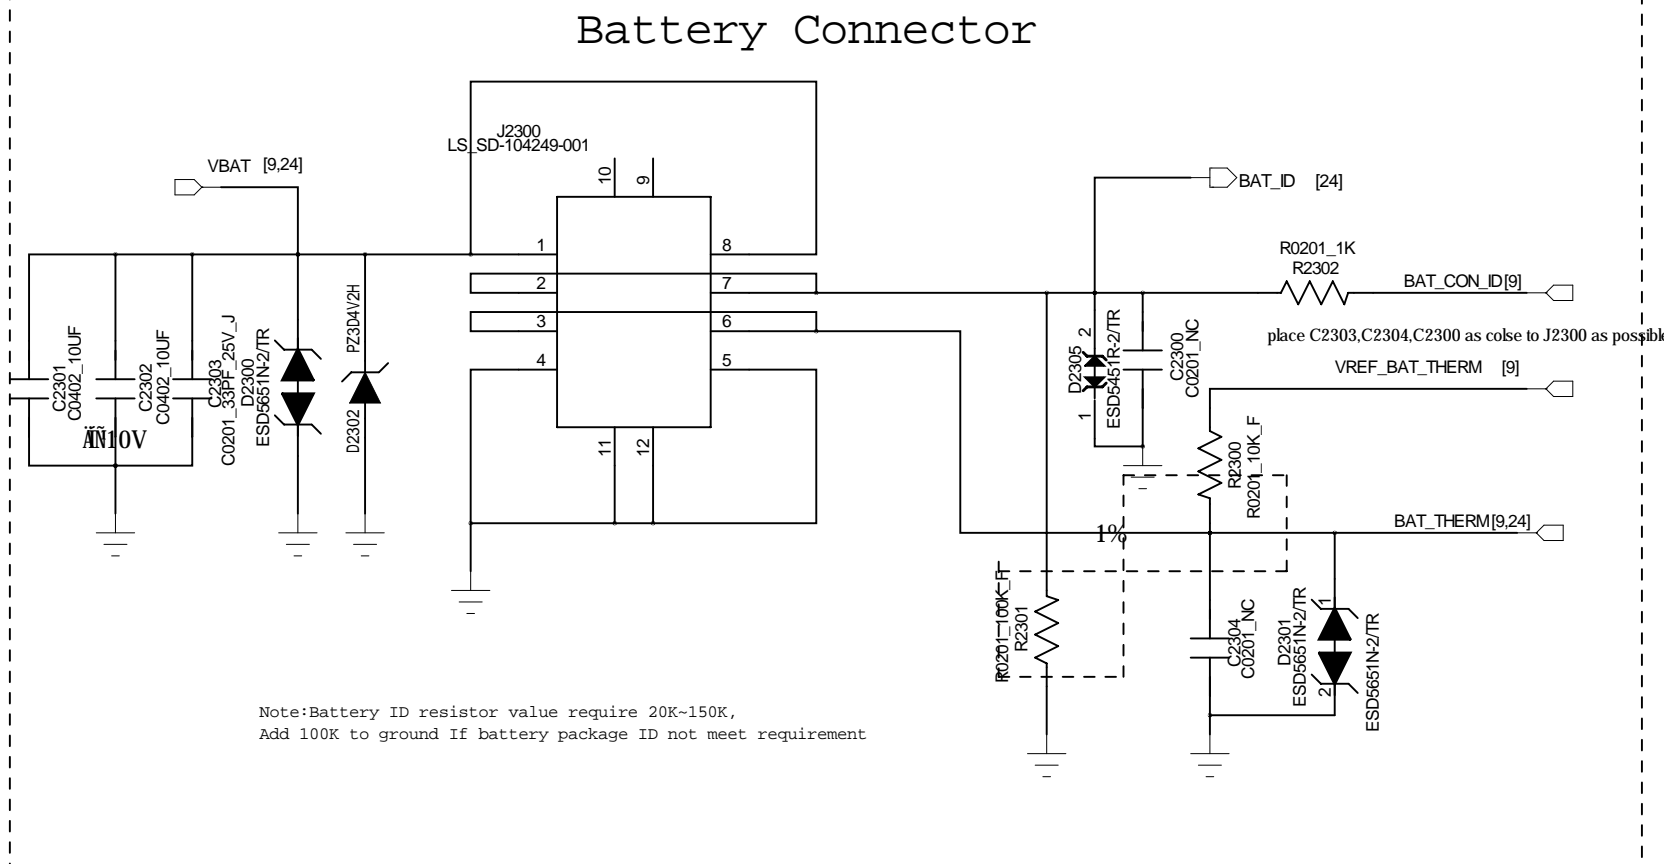 Battery Connector
J2300
LS_SD-104249-001
VBAT [9,24]
10
9
BAT_ID [24]
1
8
R0201_1K
R2302
2
7
BAT_CON_ID[9]
3
6
place C2303,C2304,C2300 as colse to J2300 as possible
4
5
VREF_BAT_THERM [9]
C2301
C0402_10UF
C2302
C0402_10UF
C2303
C0201_33PF_25V_J
D2300
ESD5651N-2/TR
PZ3D4V2H
D2302
10V
11
12
2
D2305
1
ESD5451R-2/TR
C2300
C0201_NC
R2300
R0201_10K_F
1%
BAT_THERM[9,24]
R0201_100K_F
R2301
C2304
C0201_NC
D2301
ESD5651N-2/TR
1
2
ESD5651N-2/TR
Note:Battery ID resistor value require 20K~150K,
Add 100K to ground If battery package ID not meet requirement